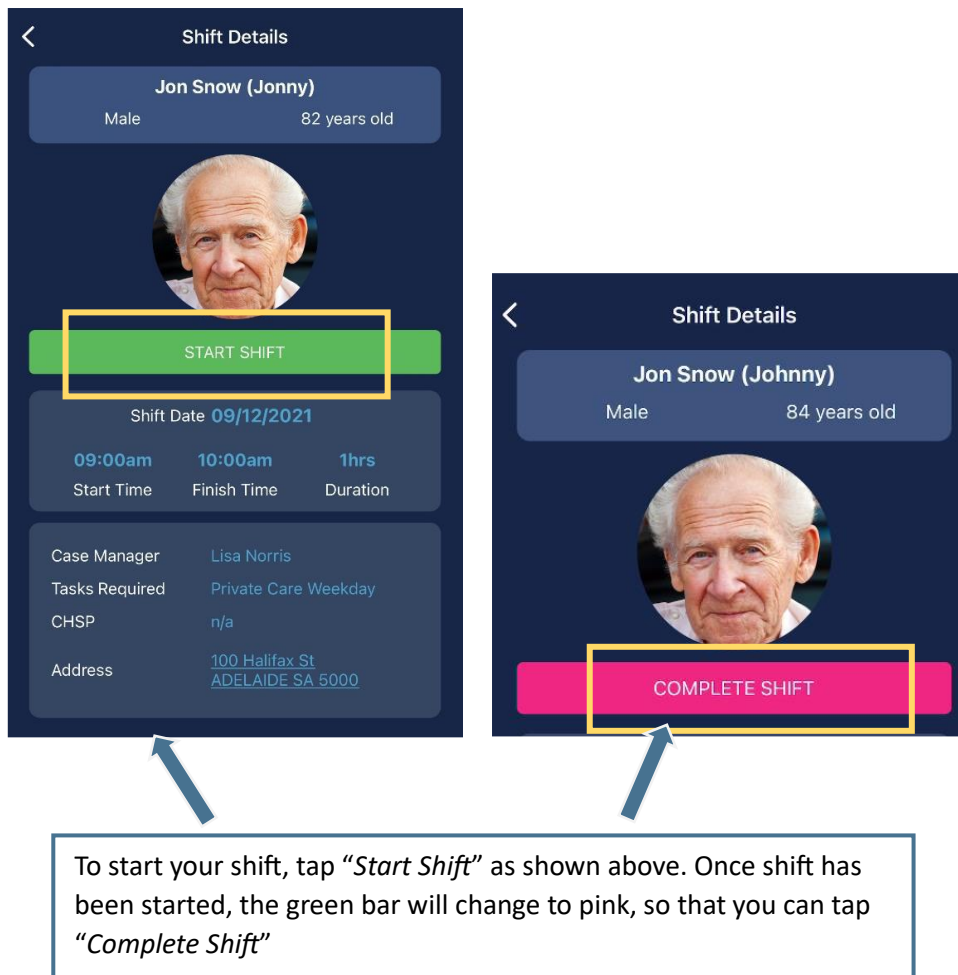 Shift Details
Jon Snow (Jonny)
Male 82 years old
START SHIFT
Shift Date 09/12/2021
09:00am 10:00am 1hrs
Start Time Finish Time Duration
Case Manager Lisa Norris
Tasks Required Private Care Weekday
CHSP n/a
Address 100 Halifax St
ADELAIDE SA 5000
Shift Details
Jon Snow (Johnny)
Male 84 years old
COMPLETE SHIFT
To start your shift, tap “Start Shift” as shown above. Once shift has
been started, the green bar will change to pink, so that you can tap
“Complete Shift”